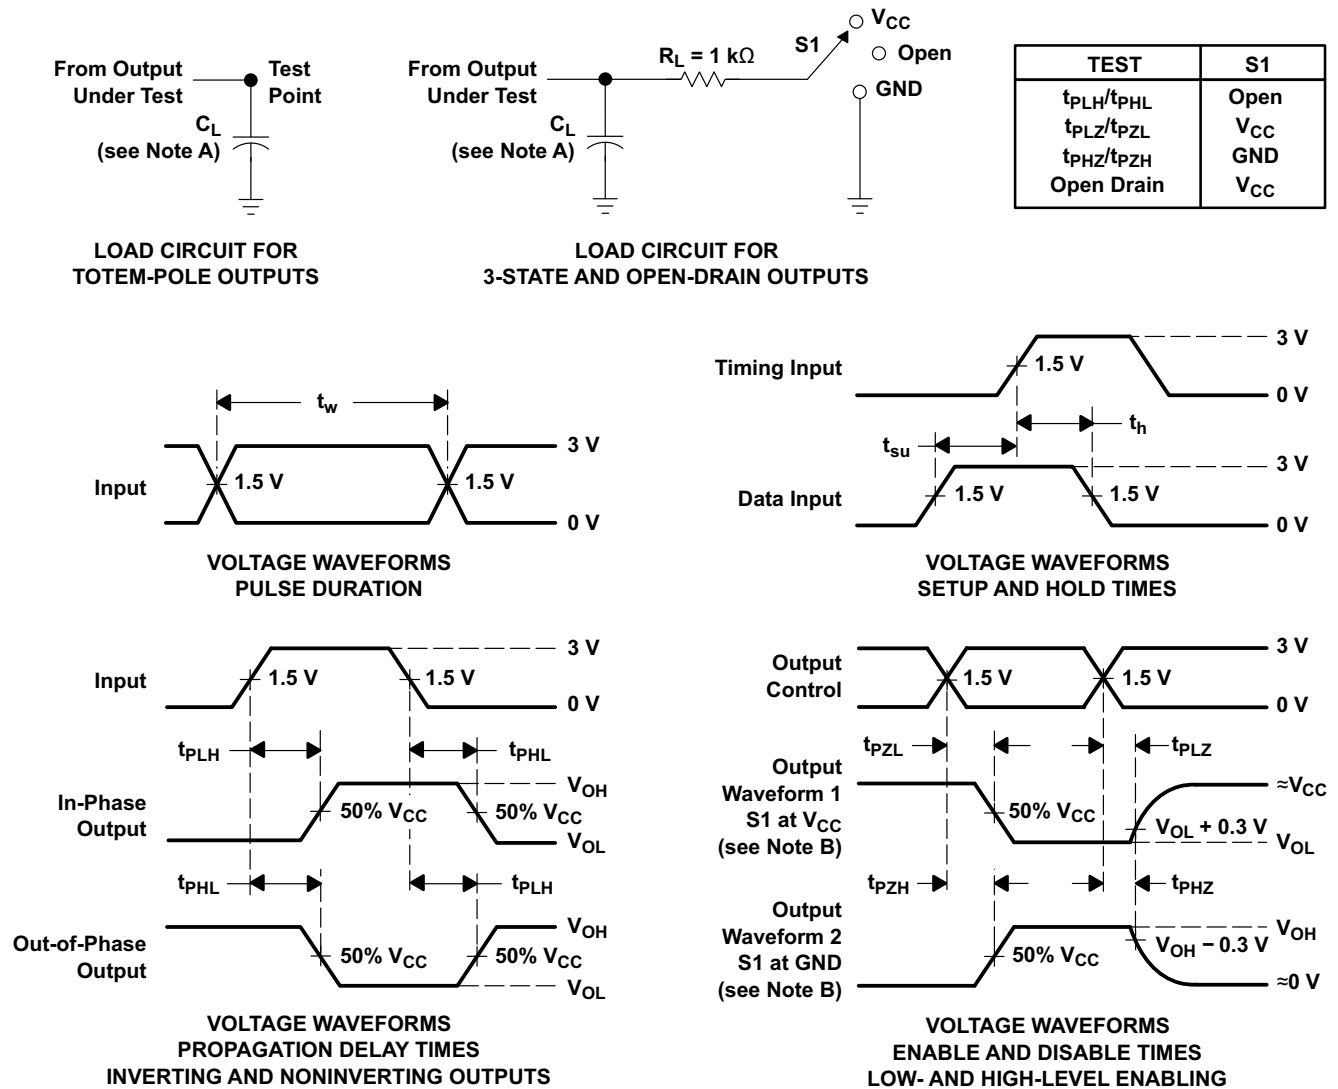 From Output
Under Test
Test
Point
CL
(see Note A)
LOAD CIRCUIT FOR
TOTEM-POLE OUTPUTS
From Output
Under Test
RL = 1 kΩ
S1
VCC
Open
GND
CL
(see Note A)
LOAD CIRCUIT FOR
3-STATE AND OPEN-DRAIN OUTPUTS
TEST S1
tPLH/tPHL Open
tPLZ/tPZL VCC
tPHZ/tPZH GND
Open Drain VCC
tw
Input
1.5 V
1.5 V
3 V
0 V
VOLTAGE WAVEFORMS
PULSE DURATION
Timing Input
1.5 V
3 V
0 V
th
tsu
Data Input
1.5 V
1.5 V
3 V
0 V
VOLTAGE WAVEFORMS
SETUP AND HOLD TIMES
Input
1.5 V
1.5 V
3 V
0 V
tPLH
tPHL
In-Phase
Output
50% VCC
50% VCC
VOH
VOL
tPHL
tPLH
Out-of-Phase
Output
50% VCC
50% VCC
VOH
VOL
VOLTAGE WAVEFORMS
PROPAGATION DELAY TIMES
INVERTING AND NONINVERTING OUTPUTS
Output
Control
1.5 V
1.5 V
3 V
0 V
tPZL
tPLZ
Output
Waveform 1
S1 at VCC
(see Note B)
50% VCC
VOL + 0.3 V
≈VCC
VOL
tPZH
tPHZ
Output
Waveform 2
S1 at GND
(see Note B)
50% VCC
VOH − 0.3 V
VOH
≈0 V
VOLTAGE WAVEFORMS
ENABLE AND DISABLE TIMES
LOW- AND HIGH-LEVEL ENABLING